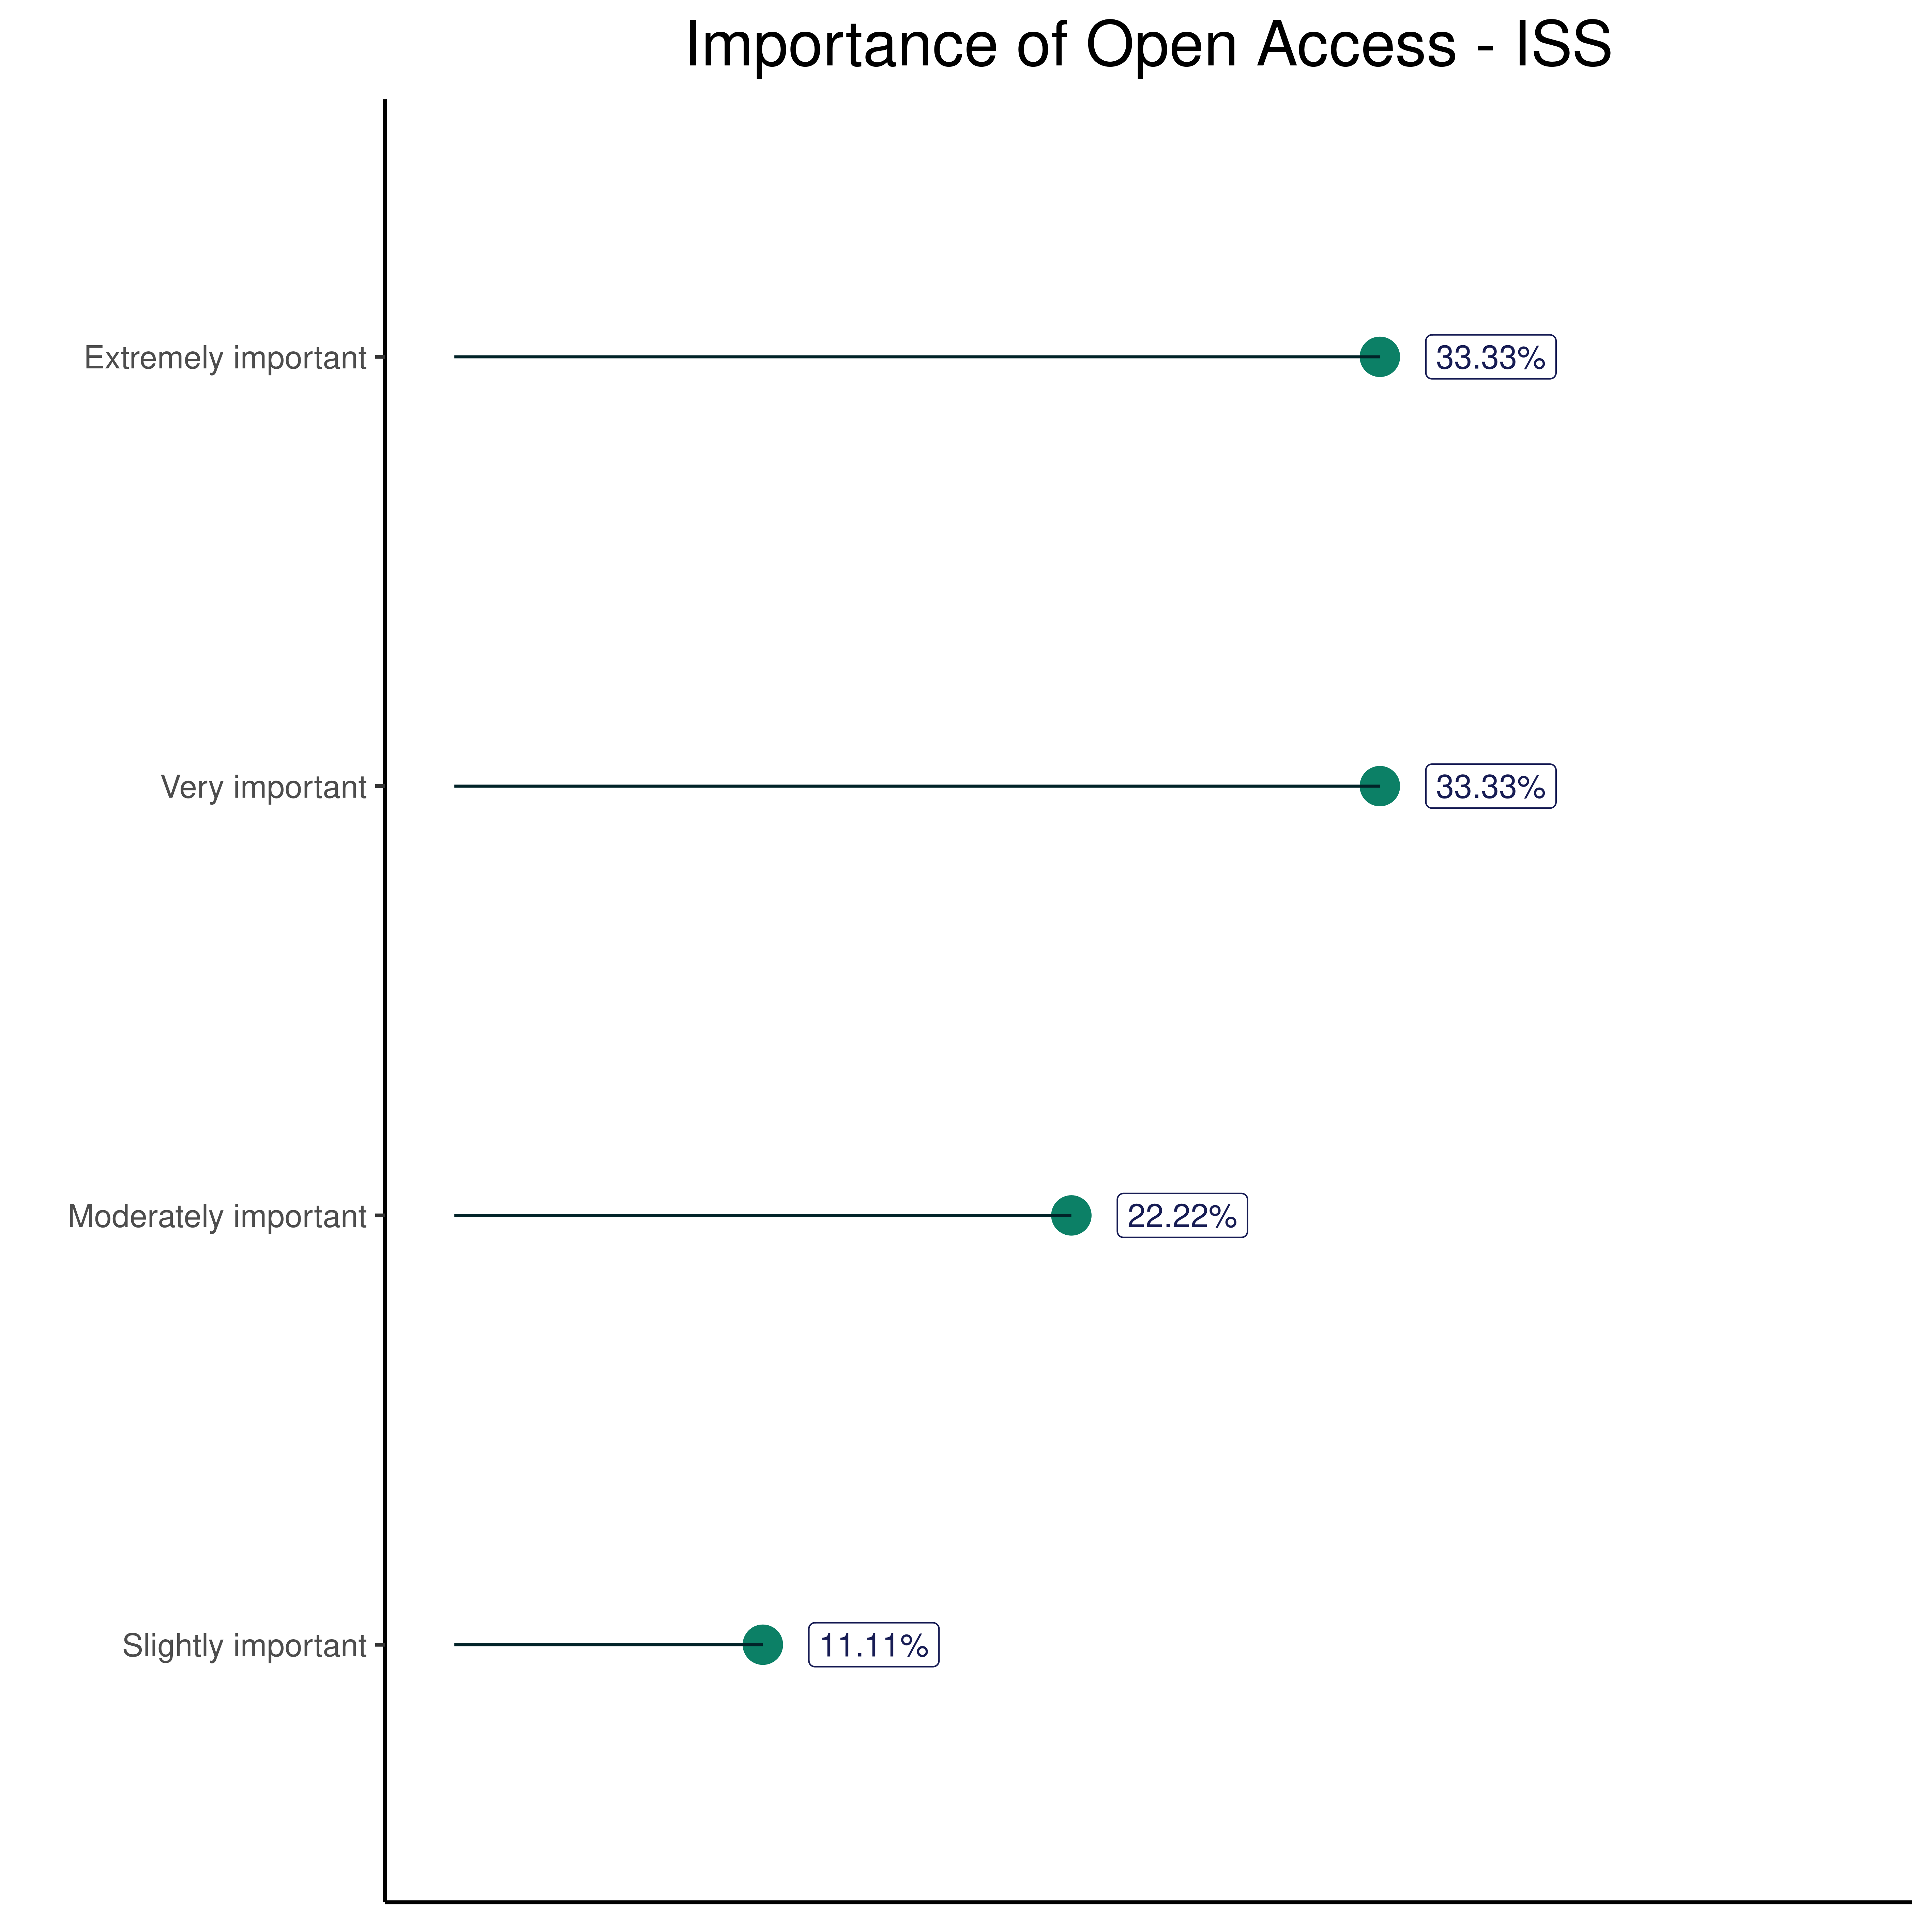 Importance of Open Access - ISS
Extremely important
33.33%
Very important
33.33%
Moderately important
22.22%
Slightly important
11.11%